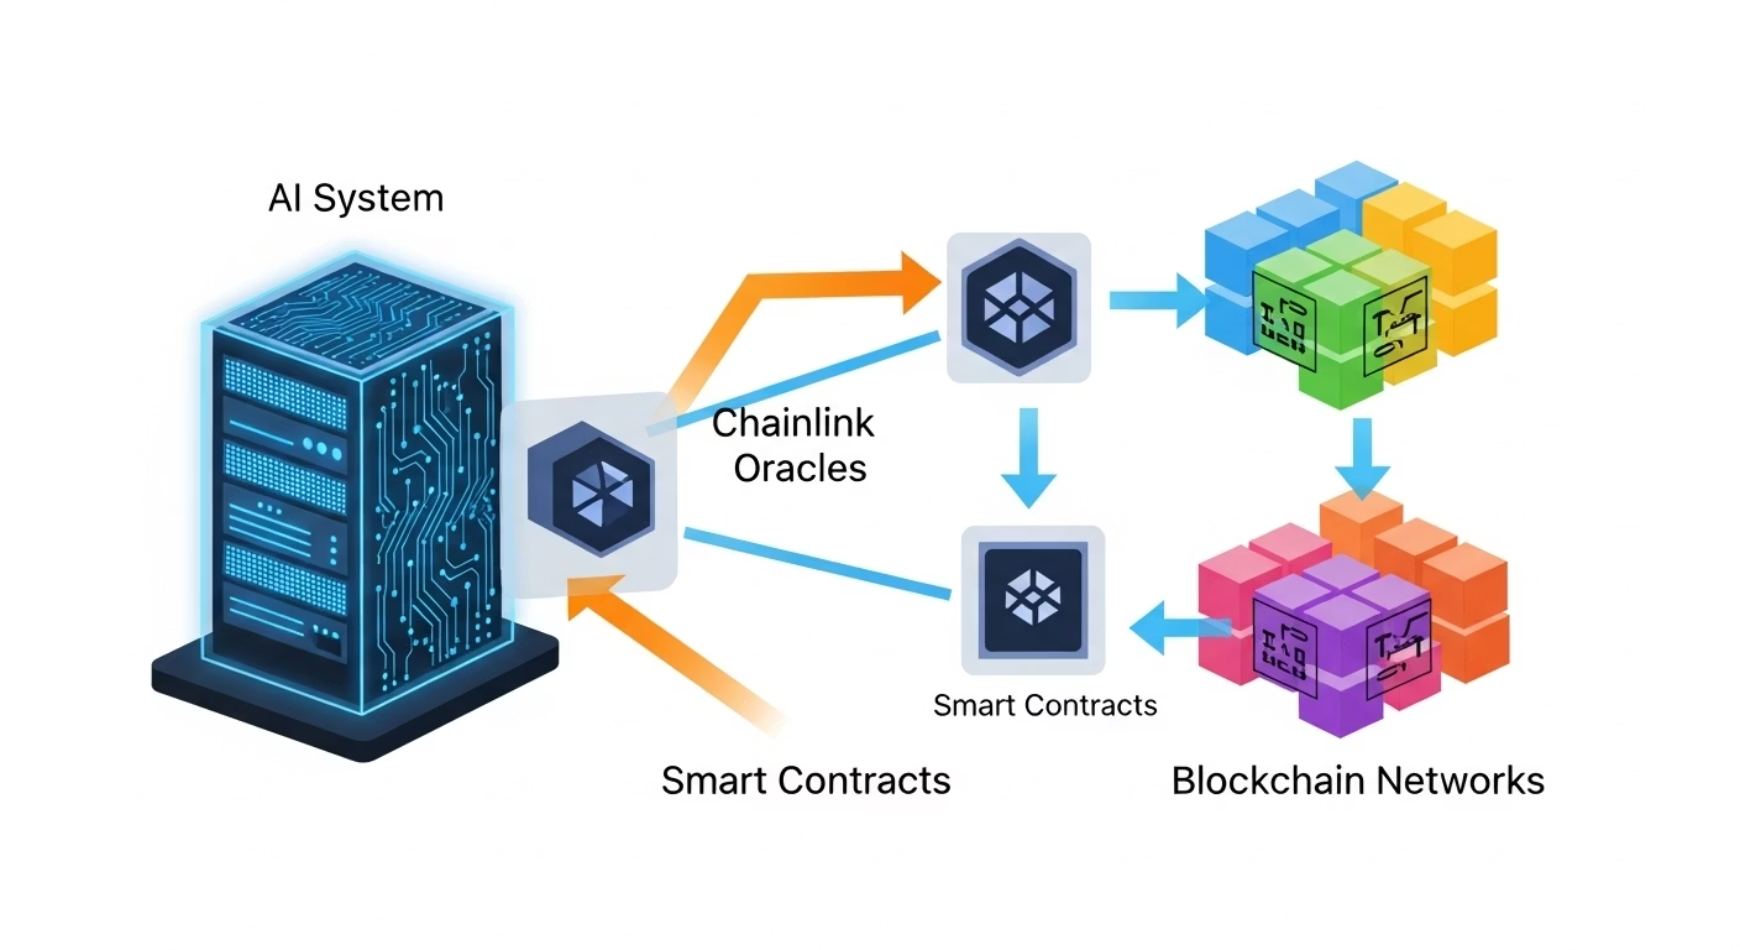 AI System
Chainlink
Oracles
Smart Contracts
Smart Contracts
Blockchain Networks